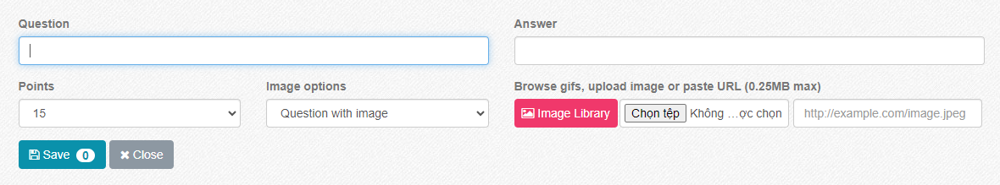 Question
Answer
Points
Image options
Browse gifs, upload image or paste URL (0.25MB max)
15
Question with image
Image Library
Chọn tệp
Không …ợc chọn
http://example.com/image.jpeg
Save 0
Close